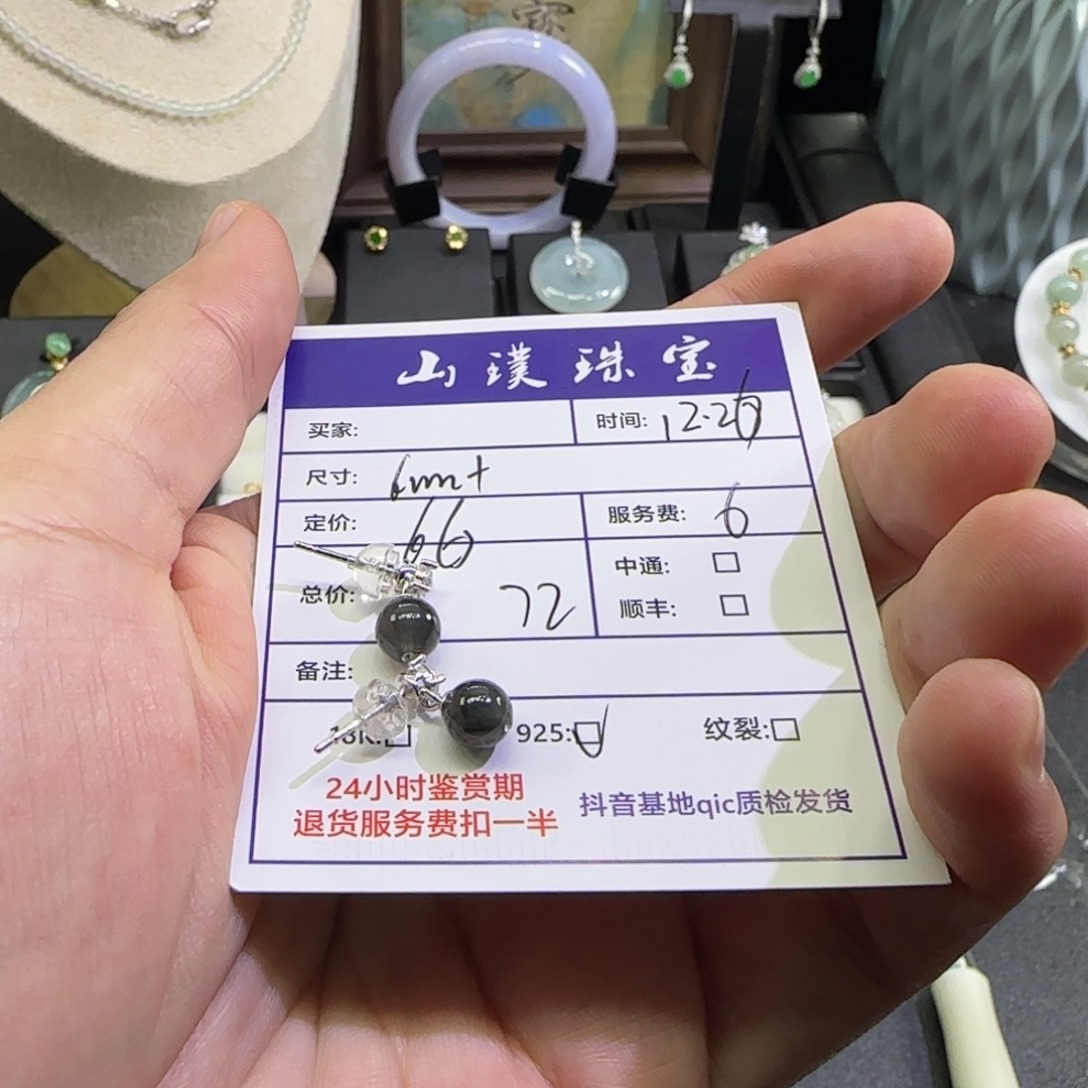 山璞珠宝
买家: 时间: 12.26
尺寸: 6mm+
定价: 66 服务费: 6
总价: 72 中通: □
顺丰: □
备注:
18K:□ 925:☑ 纹裂:□
24小时鉴赏期
退货服务费扣一半 抖音基地qic质检发货